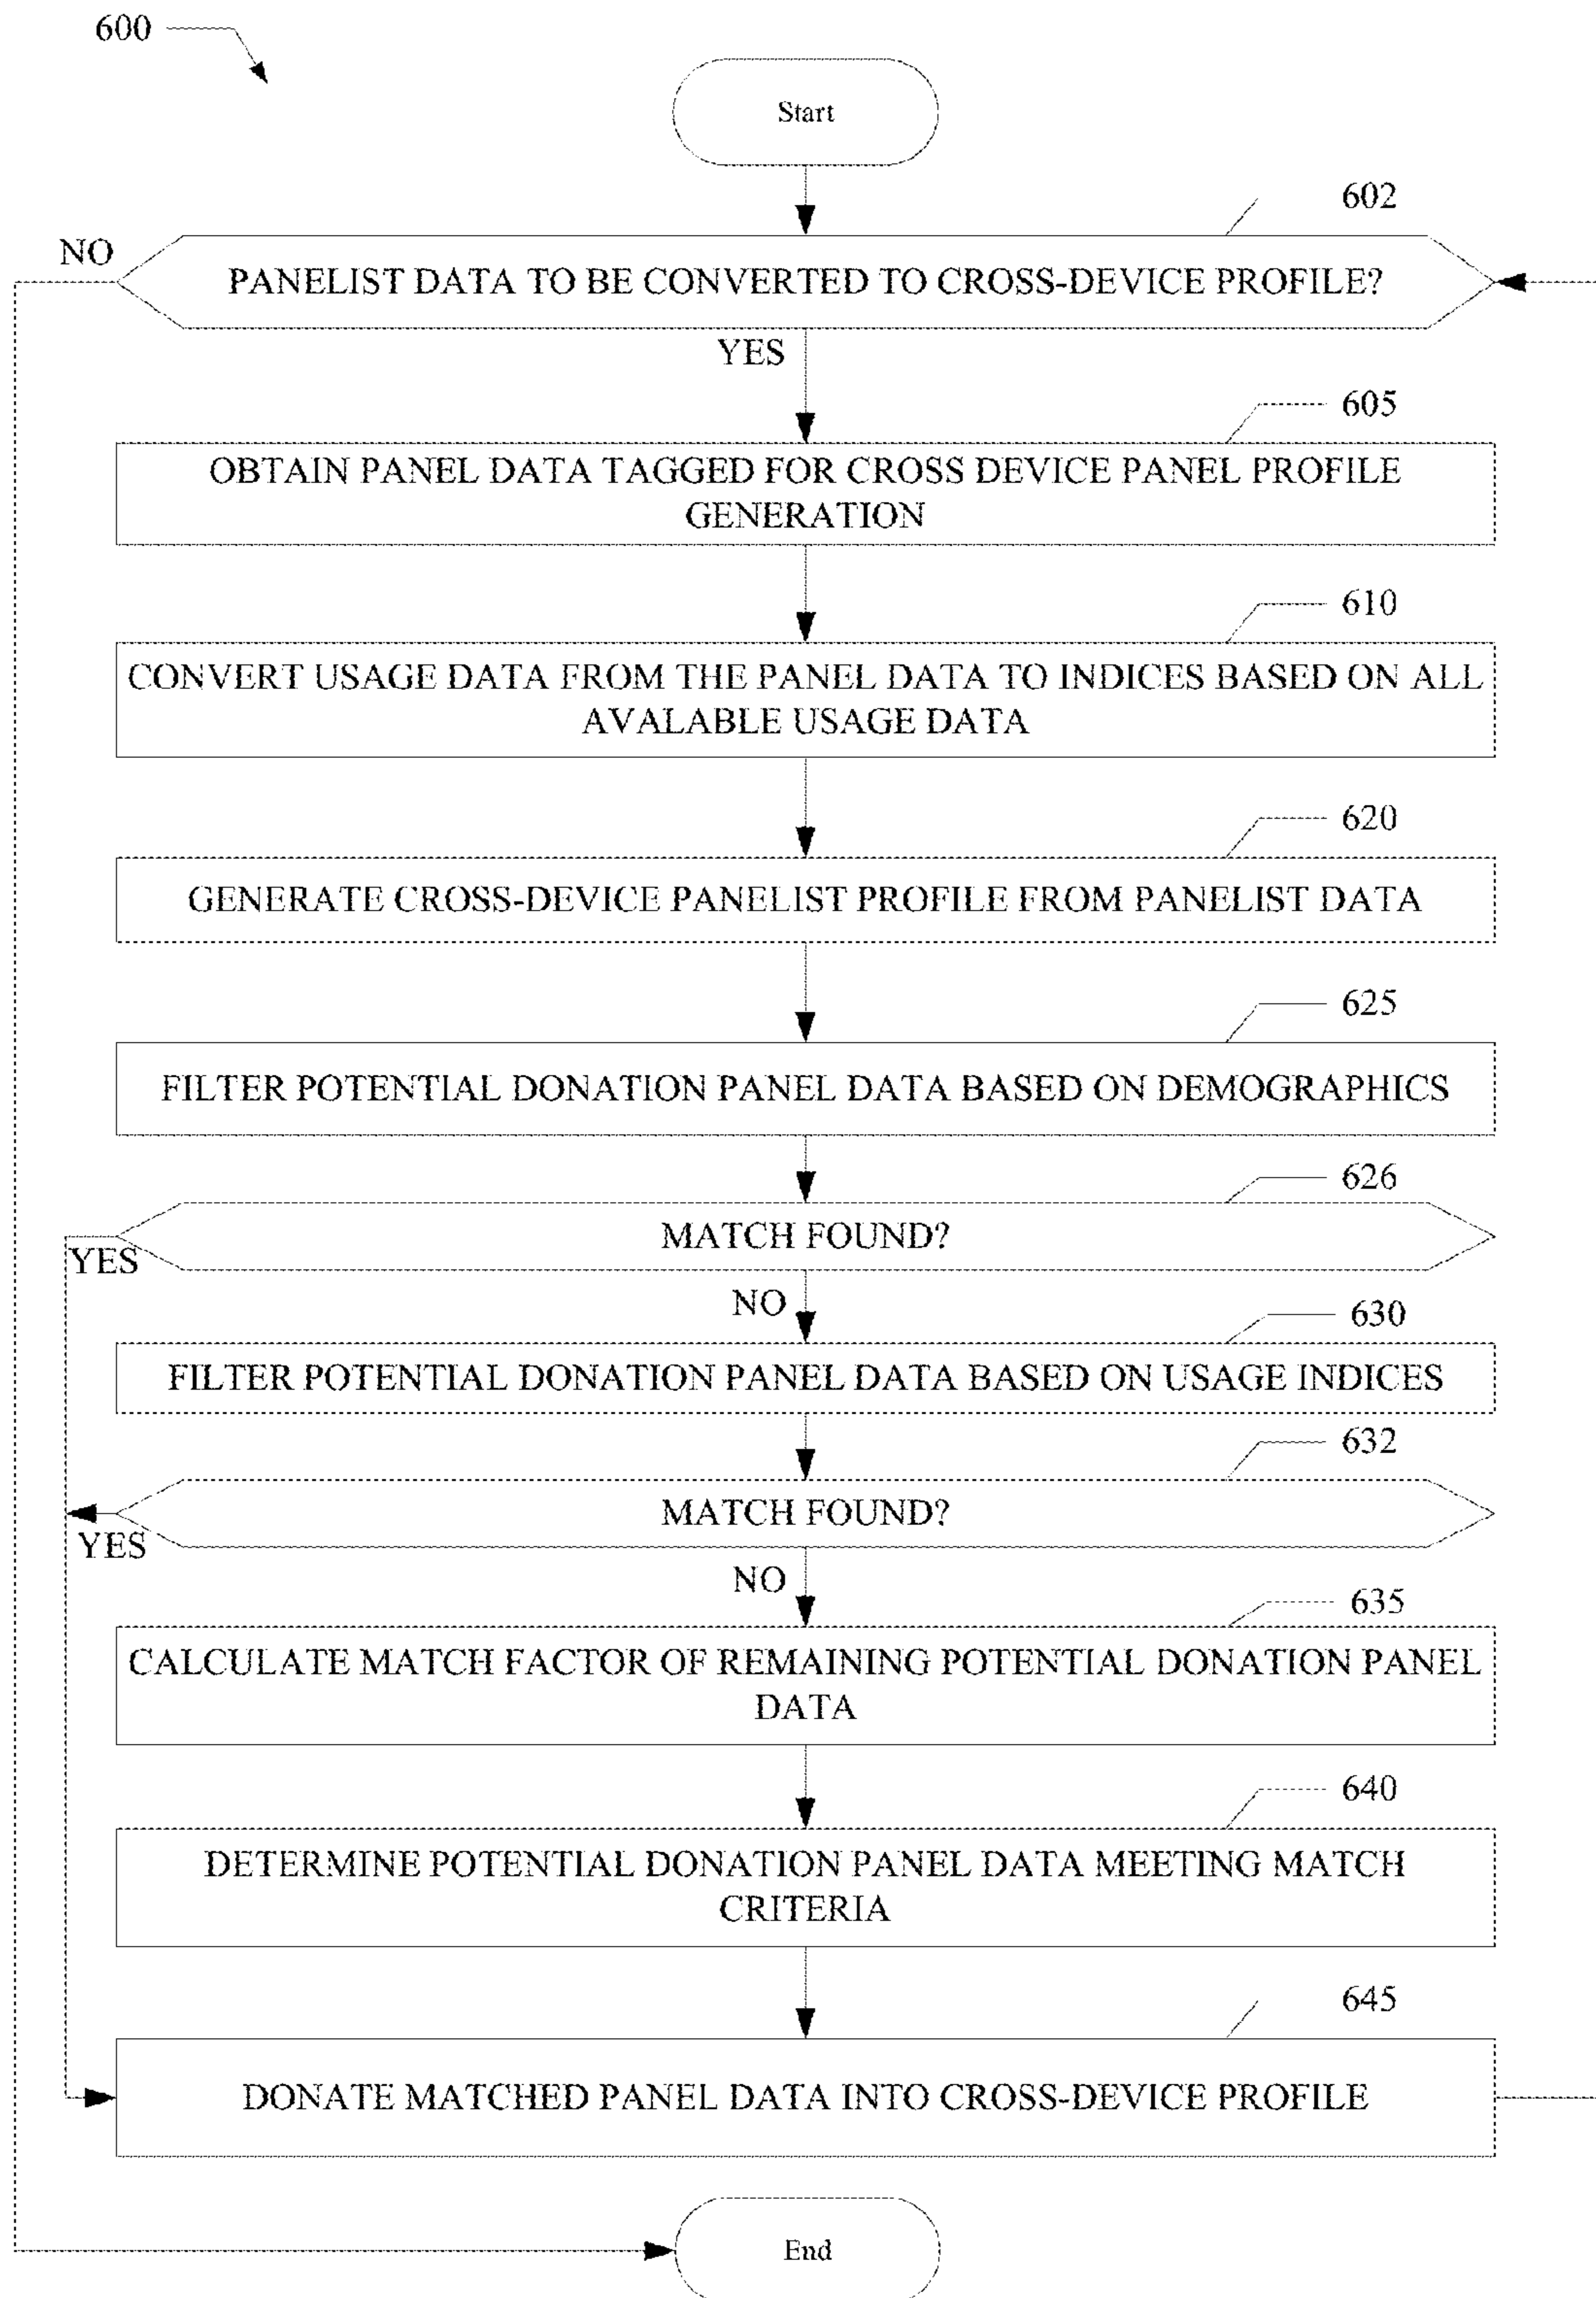 600
Start
602
NO
PANELIST DATA TO BE CONVERTED TO CROSS-DEVICE PROFILE?
YES
605
OBTAIN PANEL DATA TAGGED FOR CROSS DEVICE PANEL PROFILE
GENERATION
610
CONVERT USAGE DATA FROM THE PANEL DATA TO INDICES BASED ON ALL
AVALABLE USAGE DATA
620
GENERATE CROSS-DEVICE PANELIST PROFILE FROM PANELIST DATA
625
FILTER POTENTIAL DONATION PANEL DATA BASED ON DEMOGRAPHICS
626
MATCH FOUND?
YES
NO
630
FILTER POTENTIAL DONATION PANEL DATA BASED ON USAGE INDICES
632
MATCH FOUND?
YES
NO
635
CALCULATE MATCH FACTOR OF REMAINING POTENTIAL DONATION PANEL
DATA
640
DETERMINE POTENTIAL DONATION PANEL DATA MEETING MATCH
CRITERIA
645
DONATE MATCHED PANEL DATA INTO CROSS-DEVICE PROFILE
End